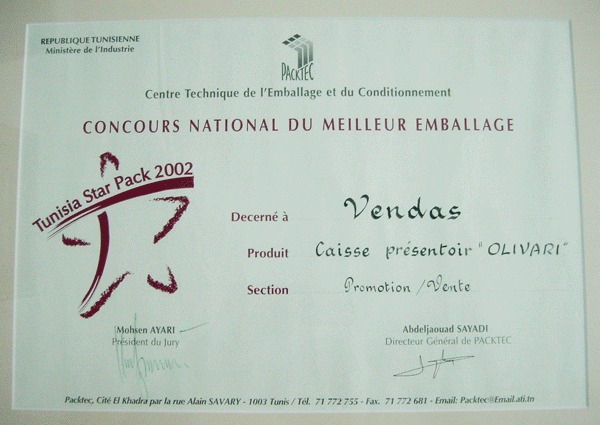 REPUBLIQUE TUNISIENNE
Ministère de l'Industrie
PACKTEC
Centre Technique de l'Emballage et du Conditionnement
CONCOURS NATIONAL DU MEILLEUR EMBALLAGE
Tunisia Star Pack 2002
Decerné à Vendas
Produit Caisse présentoir "OLIVARI"
Section Promotion/Vente
Mohsen AYARI
Président du Jury
Abdeljaouad SAYADI
Directeur Général de PACKTEC
Packtec, Cité El Khadra par la rue Alain SAVARY - 1003 Tunis / Tél. 71 772 755 - Fax. 71 772 681 - Email: Packtec@Email.ati.tn